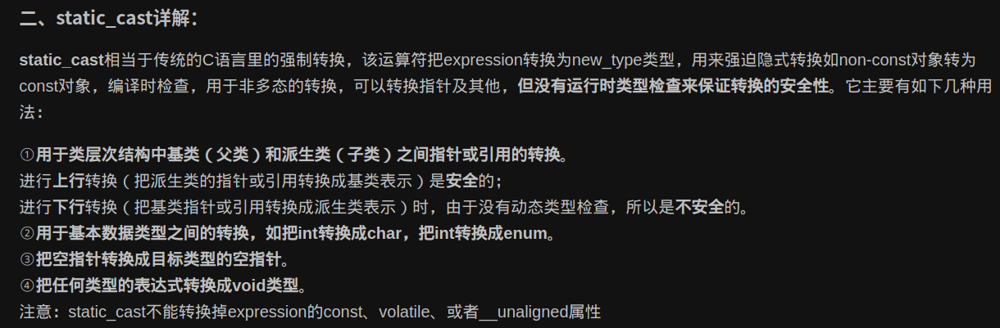 二、static_cast详解：
static_cast相当于传统的C语言里的强制转换，该运算符把expression转换为new_type类型，用来强迫隐式转换如non-const对象转为
const对象，编译时检查，用于非多态的转换，可以转换指针及其他，但没有运行时类型检查来保证转换的安全性。它主要有如下几种用
法：
①用于类层次结构中基类（父类）和派生类（子类）之间指针或引用的转换。
进行上行转换（把派生类的指针或引用转换成基类表示）是安全的；
进行下行转换（把基类指针或引用转换成派生类表示）时，由于没有动态类型检查，所以是不安全的。
②用于基本数据类型之间的转换，如把int转换成char，把int转换成enum。
③把空指针转换成目标类型的空指针。
④把任何类型的表达式转换成void类型。
注意：static_cast不能转换掉expression的const、volatile、或者__unaligned属性